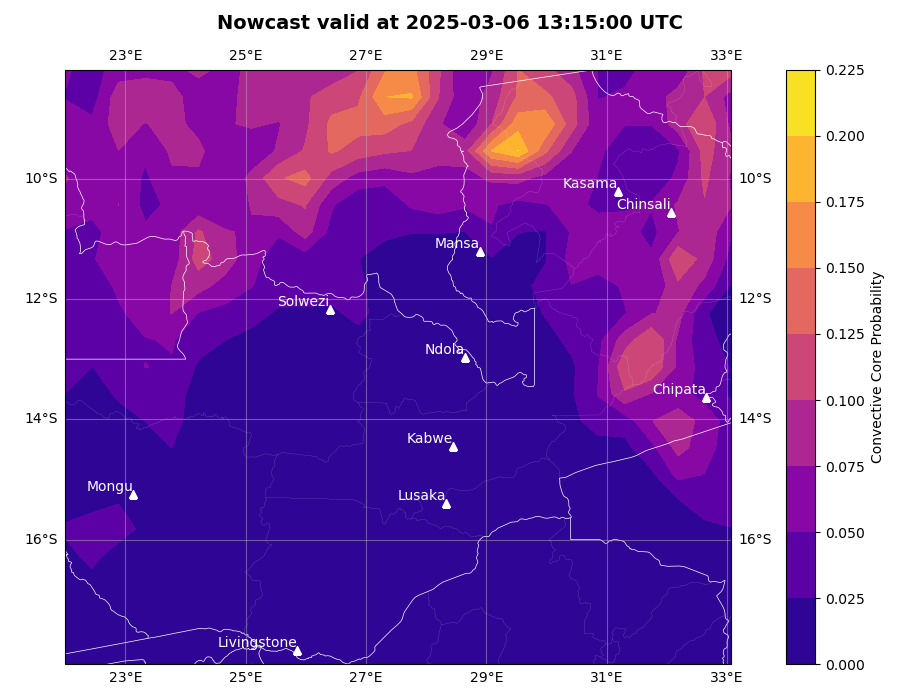 Nowcast valid at 2025-03-06 13:15:00 UTC
23°E 25°E 27°E 29°E 31°E 33°E
0.225
0.200
10°S Kasama 10°S
0.175
Chinsali
Mansa
0.150
12°S Solwezi 12°S
0.125
Ndola
Chipata
0.100
14°S 14°S
Kabwe
0.075
Mongu
Lusaka
0.050
16°S 16°S
0.025
Livingstone
0.000
23°E 25°E 27°E 29°E 31°E 33°E
Convective Core Probability